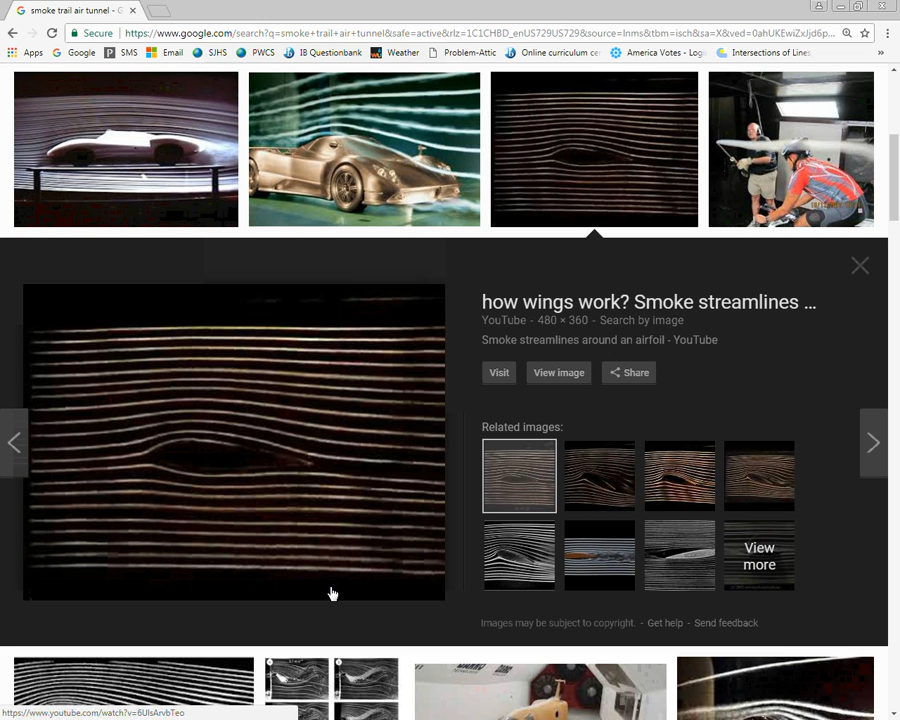 smoke trail air tunnel - G
Secure
https://www.google.com/search?q=smoke+trail+air+tunnel&safe=active&rlz=1C1CHBD_enUS729US729&source=lnms&tbm=isch&sa=X&ved=0ahUKEwiZxJjd6p...
Apps
Google
SMS
Email
SJHS
PWCS
IB Questionbank
Weather
Problem-Attic
Online curriculum cen
America Votes - Log
Intersections of Lines,
how wings work? Smoke streamlines ...
YouTube - 480 × 360 - Search by image
Smoke streamlines around an airfoil - YouTube
Visit
View image
Share
Related images:
View
more
Images may be subject to copyright. - Get help - Send feedback
https://www.youtube.com/watch?v=6UlsArvbTeo